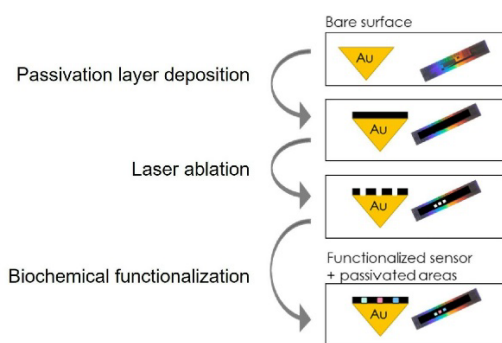 Bare surface
Au
Passivation layer deposition
Au
Laser ablation
Au
Biochemical functionalization
Functionalized sensor
+ passivated areas
Au